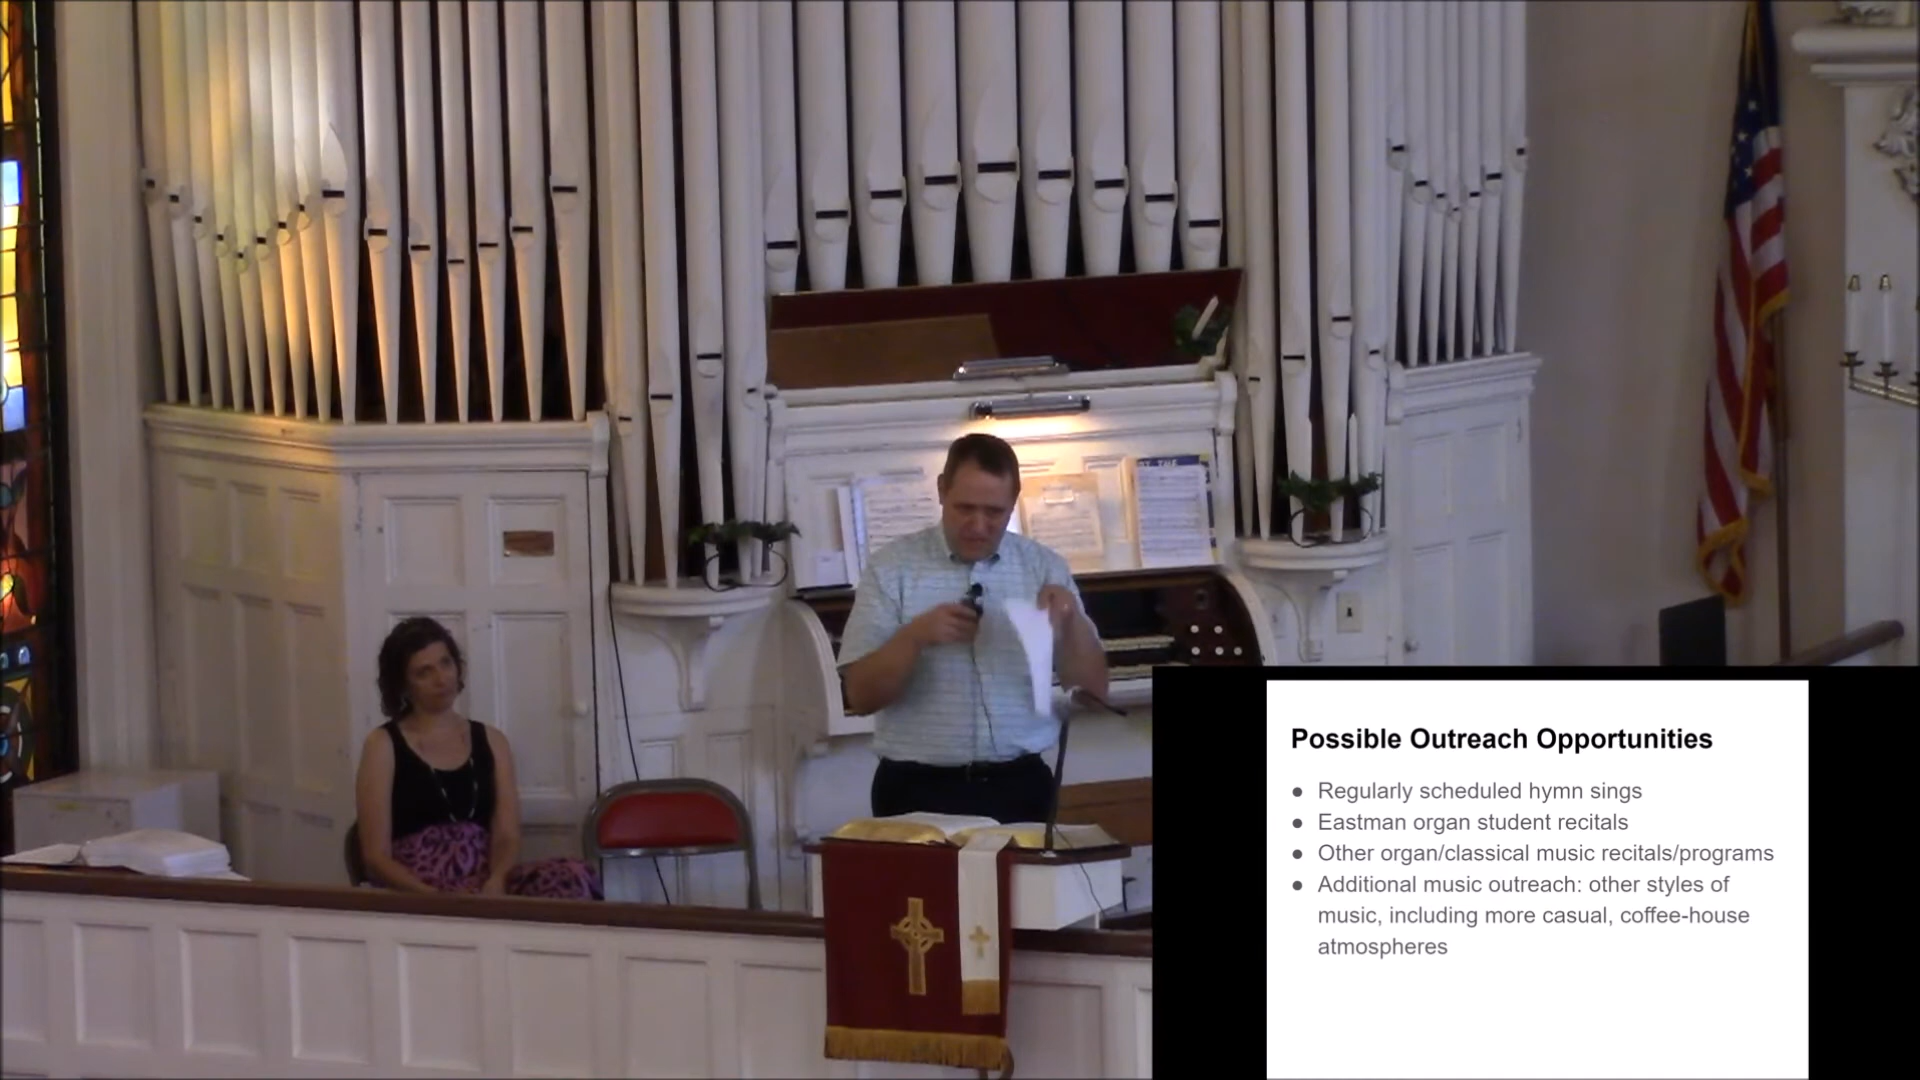 Possible Outreach Opportunities
● Regularly scheduled hymn sings
● Eastman organ student recitals
● Other organ/classical music recitals/programs
● Additional music outreach: other styles of
music, including more casual, coffee-house
atmospheres